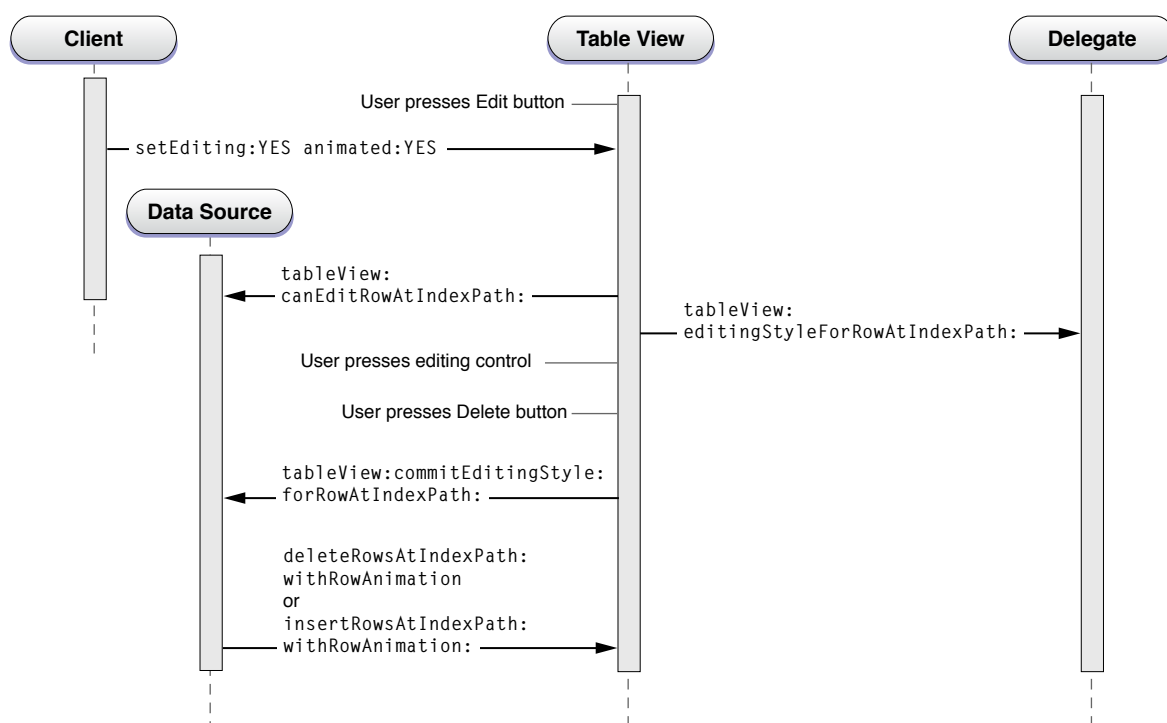 Client
Table View
Delegate
User presses Edit button
setEditing:YES animated:YES
Data Source
tableView:
canEditRowAtIndexPath:
tableView:
editingStyleForRowAtIndexPath:
User presses editing control
User presses Delete button
tableView:commitEditingStyle:
forRowAtIndexPath:
deleteRowsAtIndexPath:
withRowAnimation
or
insertRowsAtIndexPath:
withRowAnimation: